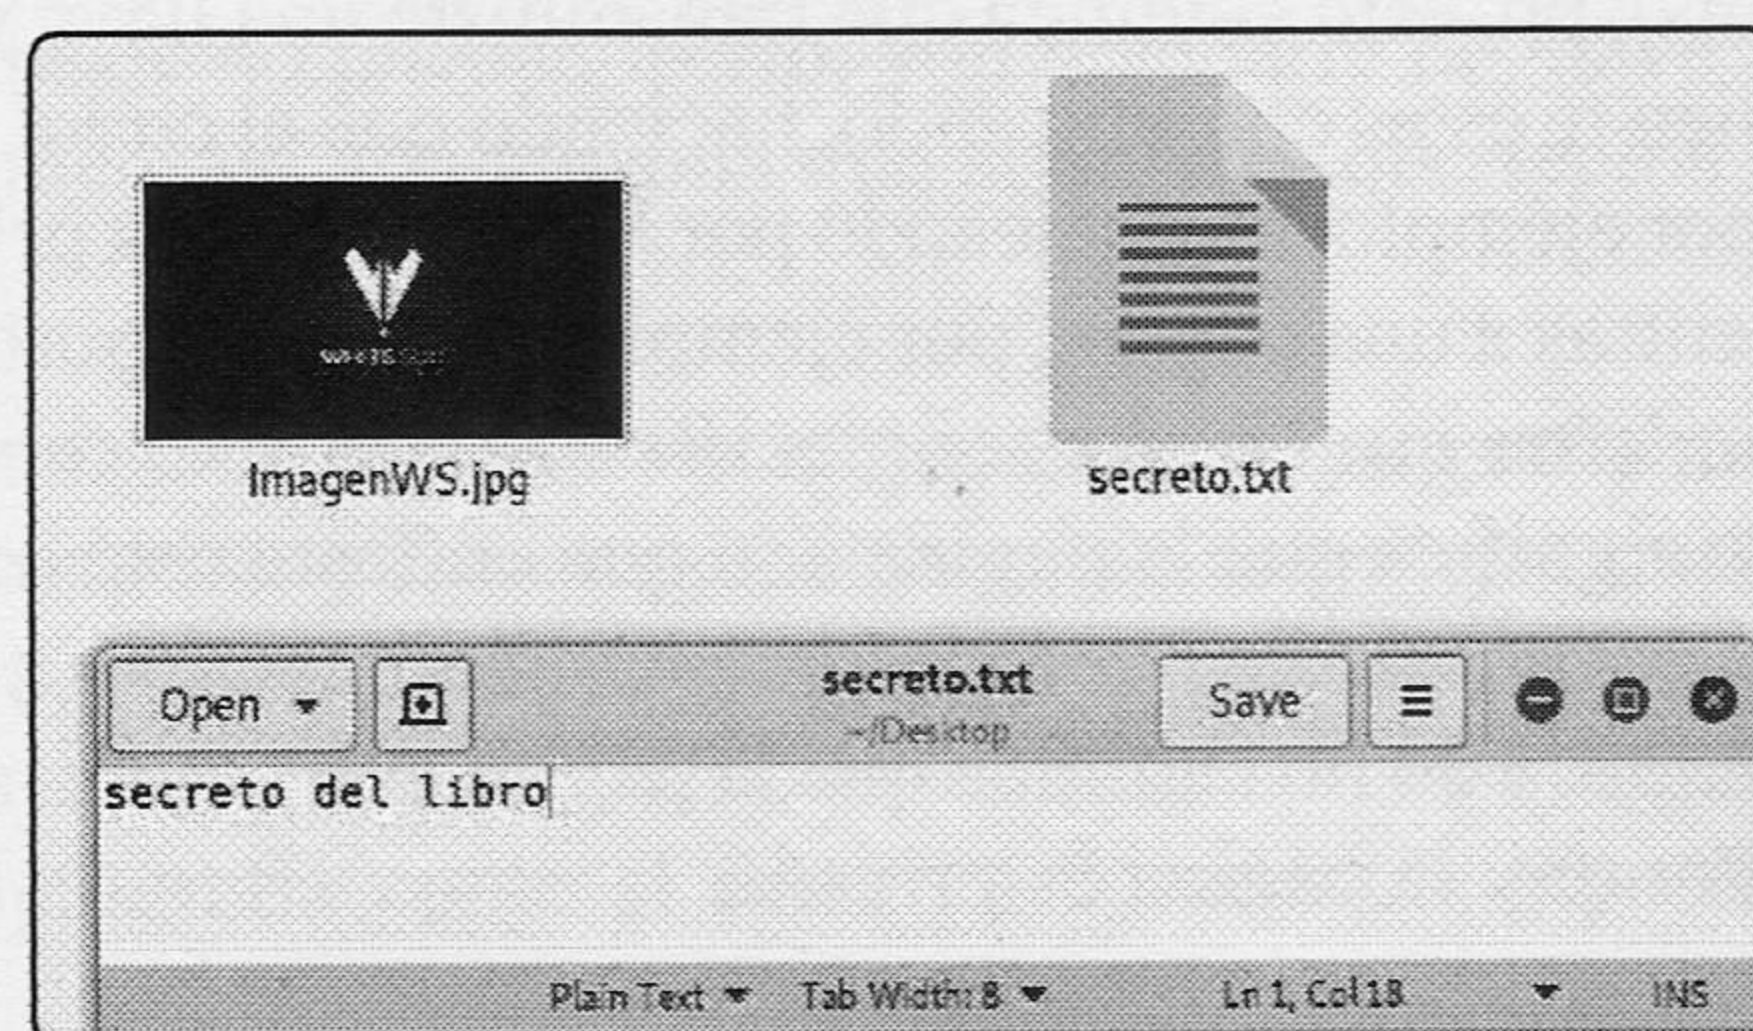 ImagenWS.jpg
secreto.txt
Open
secreto.txt
Save
~/Desktop
secreto del libro
Plain Text
Tab Width: 8
Ln 1, Col 18
INS